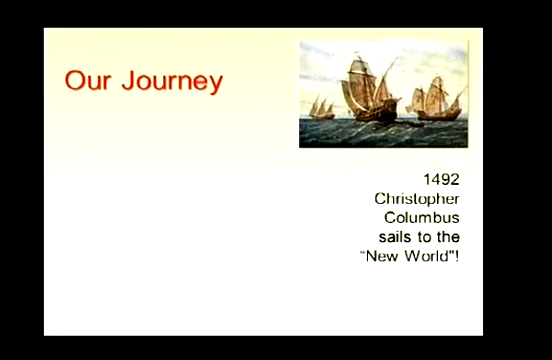 Our Journey
1492
Christopher
Columbus
sails to the
“New World”!